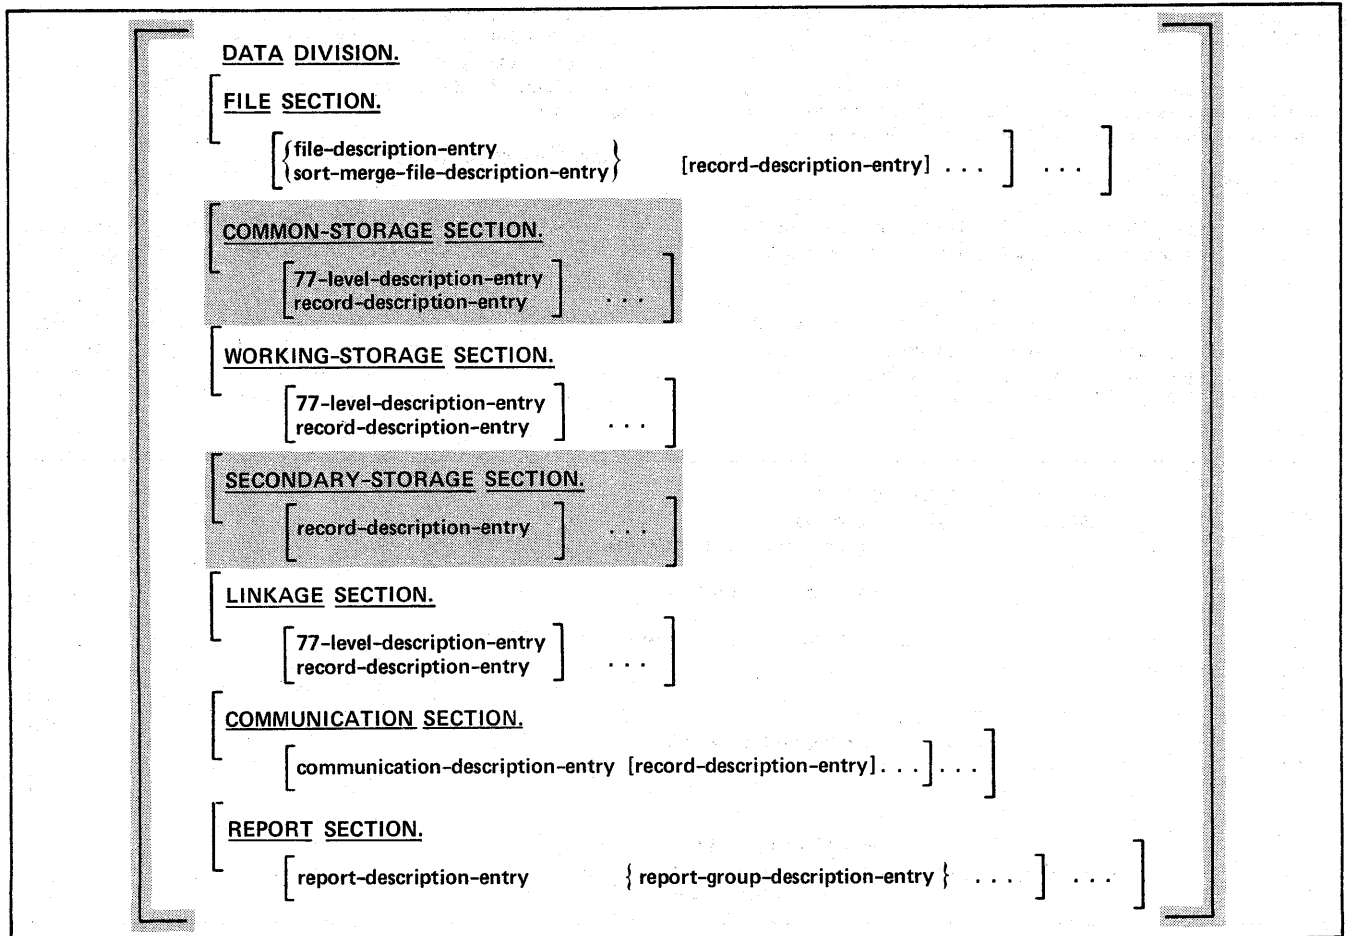 DATA DIVISION.
FILE SECTION.
file-description-entry
sort-merge-file-description-entry [record-description-entry] ... ...
COMMON-STORAGE SECTION.
77-level-description-entry
record-description-entry ...
WORKING-STORAGE SECTION.
77-level-description-entry
record-description-entry ...
SECONDARY-STORAGE SECTION.
record-description-entry ...
LINKAGE SECTION.
77-level-description-entry
record-description-entry ...
COMMUNICATION SECTION.
communication-description-entry [record-description-entry]... ...
REPORT SECTION.
report-description-entry {report-group-description-entry} ... ...